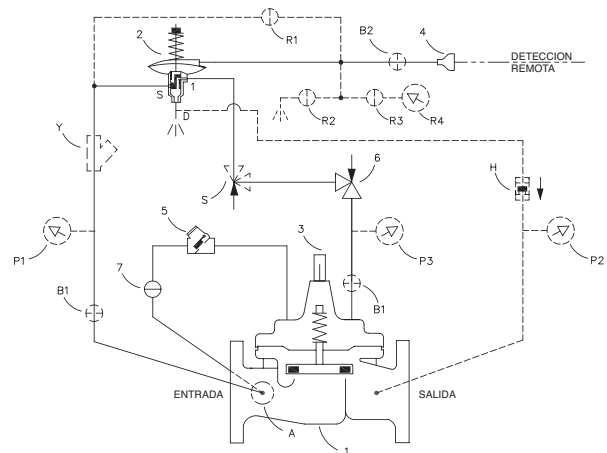 R1
2
B2
4
DETECCION
REMOTA
S
1
D
R2
R3
R4
Y
7
S
6
H
5
3
P1
P3
P2
7
B1
B1
ENTRADA
SALIDA
A
1